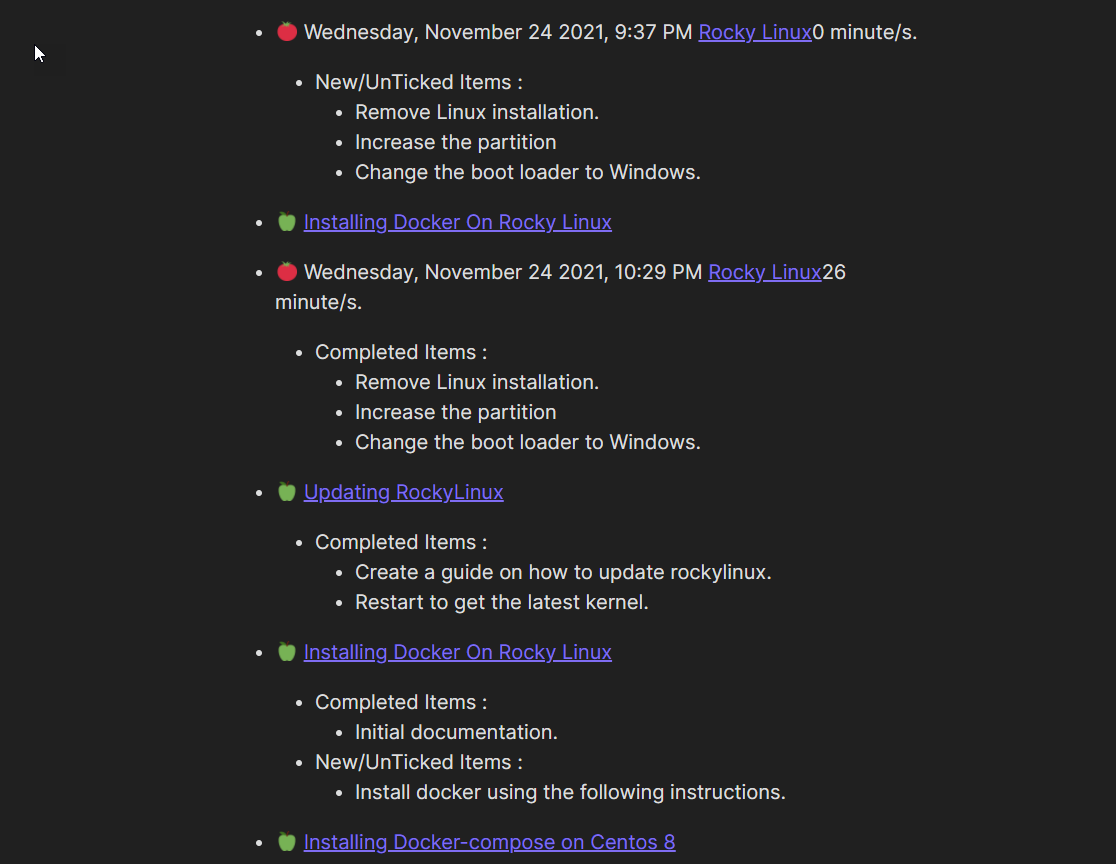 🍅 Wednesday, November 24 2021, 9:37 PM Rocky Linux0 minute/s.
New/UnTicked Items :
Remove Linux installation.
Increase the partition
Change the boot loader to Windows.
🍏 Installing Docker On Rocky Linux
🍅 Wednesday, November 24 2021, 10:29 PM Rocky Linux26
minute/s.
Completed Items :
Remove Linux installation.
Increase the partition
Change the boot loader to Windows.
🍏 Updating RockyLinux
Completed Items :
Create a guide on how to update rockylinux.
Restart to get the latest kernel.
🍏 Installing Docker On Rocky Linux
Completed Items :
Initial documentation.
New/UnTicked Items :
Install docker using the following instructions.
🍏 Installing Docker-compose on Centos 8